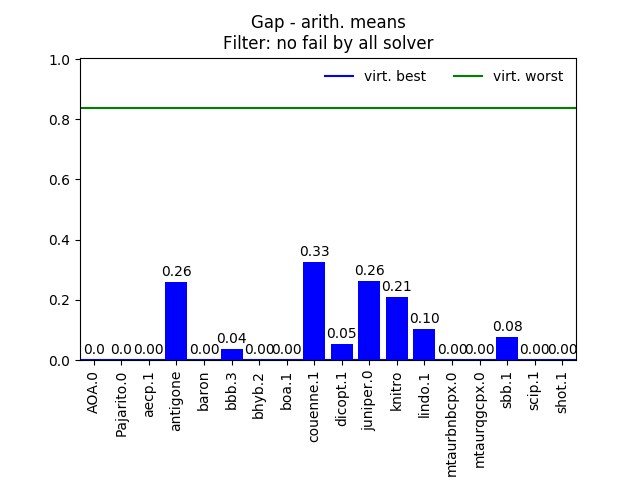 Gap - arith. means
Filter: no fail by all solver
1.0
virt. best
virt. worst
0.8
0.6
0.4
0.2
0.0
0.0
0.0
0.00
0.26
0.00
0.04
0.00
0.00
0.33
0.05
0.26
0.21
0.10
0.00
0.00
0.08
0.00
0.00
AOA.0
Pajarito.0
aecp.1
antigone
baron
bbb.3
bhyb.2
boa.1
couenne.1
dicopt.1
juniper.0
knitro
lindo.1
mtaurbnbcpx.0
mtaurqgcpx.0
sbb.1
scip.1
shot.1